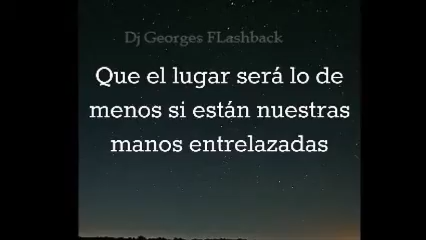 Dj Georges FLashback
Que el lugar será lo de
menos si están nuestras
manos entrelazadas